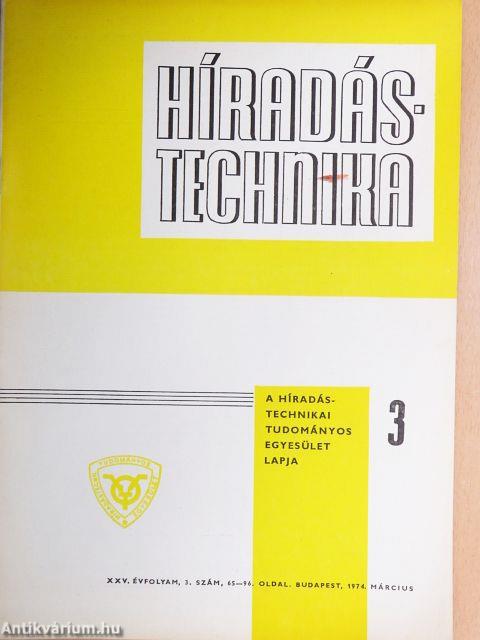 HÍRADÁS-
TECHNIKA
A HÍRADÁS-
TECHNIKAI
TUDOMÁNYOS
EGYESÜLET
LAPJA
3
XXV. ÉVFOLYAM, 3. SZÁM, 65—96. OLDAL. BUDAPEST, 1974. MÁRCIUS
Antikvárium.hu